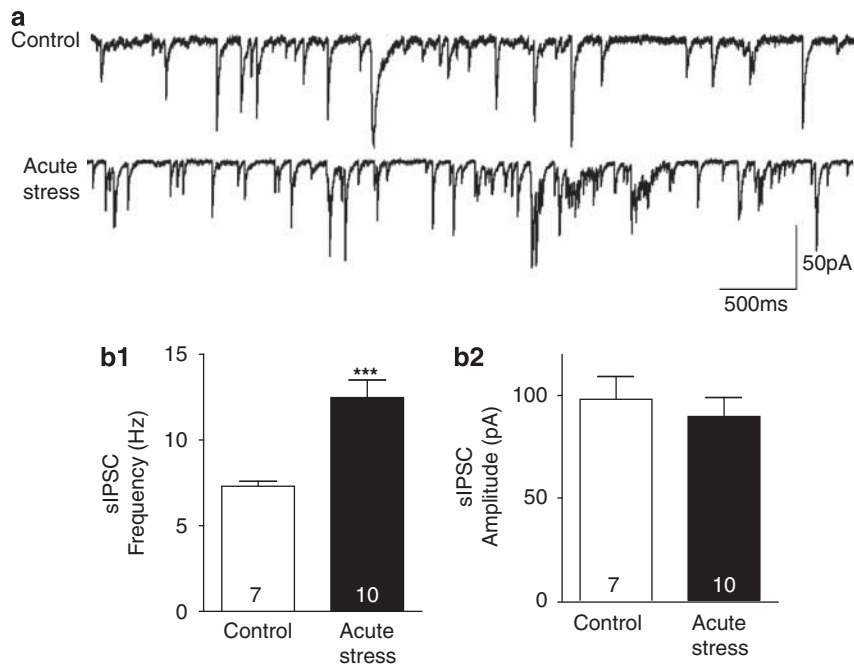 a
Control
Acute
stress
50pA
500ms
b1
sIPSC
Frequency (Hz)
15
10
5
0
***
7
10
Control
Acute
stress
b2
sIPSC
Amplitude (pA)
100
50
0
7
10
Control
Acute
stress